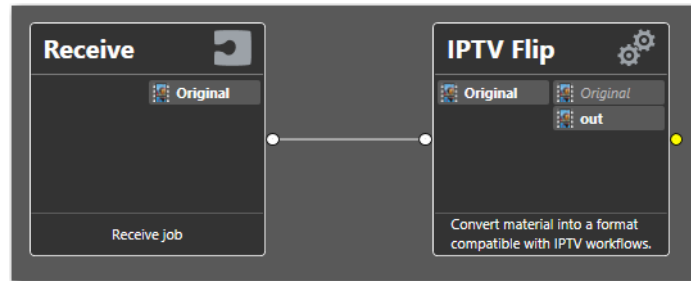 Receive
Original
Receive job
IPTV Flip
Original
Original
out
Convert material into a format
compatible with IPTV workflows.